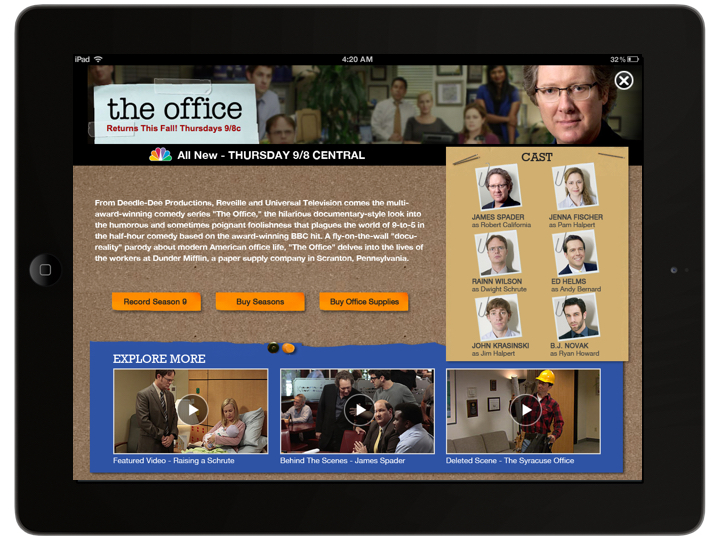 iPad 4:20 AM 32%
the office
Returns This Fall! Thursdays 9/8c
All New - THURSDAY 9/8 CENTRAL
From Deedle-Dee Productions, Reveille and Universal Television comes the multi-
award-winning comedy series "The Office," the hilarious documentary-style look into
the humorous and sometimes poignant foolishness that plagues the world of 9-to-5 in
the half-hour comedy based on the award-winning BBC hit. A fly-on-the-wall "docu-
reality" parody about modern American office life, "The Office" delves into the lives of
the workers at Dunder Mifflin, a paper supply company in Scranton, Pennsylvania.
Record Season 9
Buy Seasons
Buy Office Supplies
CAST
JAMES SPADER
as Robert California
JENNA FISCHER
as Pam Halpert
RAINN WILSON
as Dwight Schrute
ED HELMS
as Andy Bernard
JOHN KRASINSKI
as Jim Halpert
B.J. NOVAK
as Ryan Howard
EXPLORE MORE
Featured Video - Raising a Schrute
Behind The Scenes - James Spader
Deleted Scene - The Syracuse Office